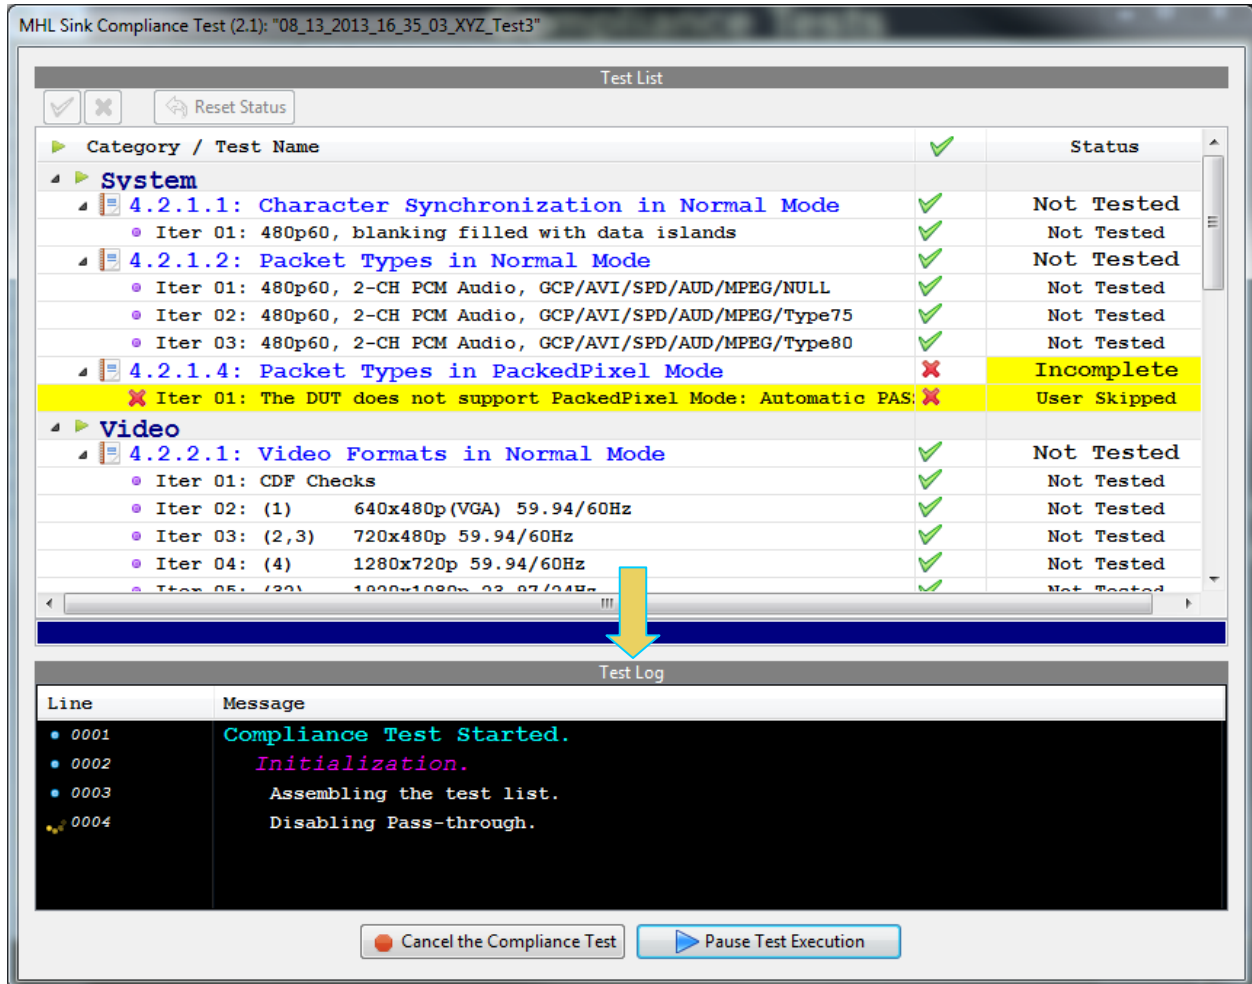 MHL Sink Compliance Test (2.1): "08_13_2013_16_35_03_XYZ_Test3"
Test List
Reset Status
Category / Test Name Status
System
4.2.1.1: Character Synchronization in Normal Mode Not Tested
Iter 01: 480p60, blanking filled with data islands Not Tested
4.2.1.2: Packet Types in Normal Mode Not Tested
Iter 01: 480p60, 2-CH PCM Audio, GCP/AVI/SPD/AUD/MPEG/NULL Not Tested
Iter 02: 480p60, 2-CH PCM Audio, GCP/AVI/SPD/AUD/MPEG/Type75 Not Tested
Iter 03: 480p60, 2-CH PCM Audio, GCP/AVI/SPD/AUD/MPEG/Type80 Not Tested
4.2.1.4: Packet Types in PackedPixel Mode Incomplete
Iter 01: The DUT does not support PackedPixel Mode: Automatic PAS User Skipped
Video
4.2.2.1: Video Formats in Normal Mode Not Tested
Iter 01: CDF Checks Not Tested
Iter 02: (1) 640x480p(VGA) 59.94/60Hz Not Tested
Iter 03: (2,3) 720x480p 59.94/60Hz Not Tested
Iter 04: (4) 1280x720p 59.94/60Hz Not Tested
Iter 05: (32) 1920x1080p 23.97/24Hz Not Tested
Test Log
Line Message
0001 Compliance Test Started.
0002 Initialization.
0003 Assembling the test list.
0004 Disabling Pass-through.
Cancel the Compliance Test Pause Test Execution